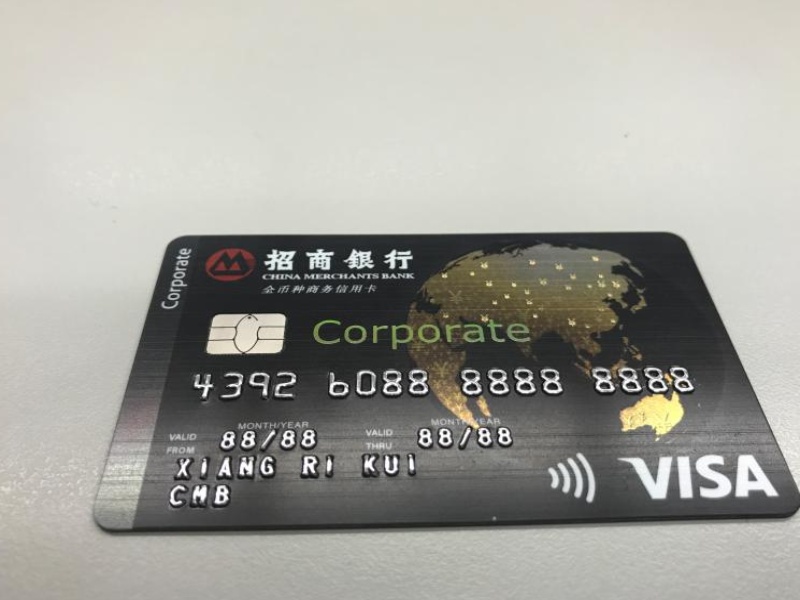 Corporate
招商银行
CHINA MERCHANTS BANK
全币种商务信用卡
Corporate
4392 6088 8888 8888
MONTH/YEAR MONTH/YEAR
VALID FROM 88/88 VALID THRU 88/88
XIANG RI KUI
CMB
VISA